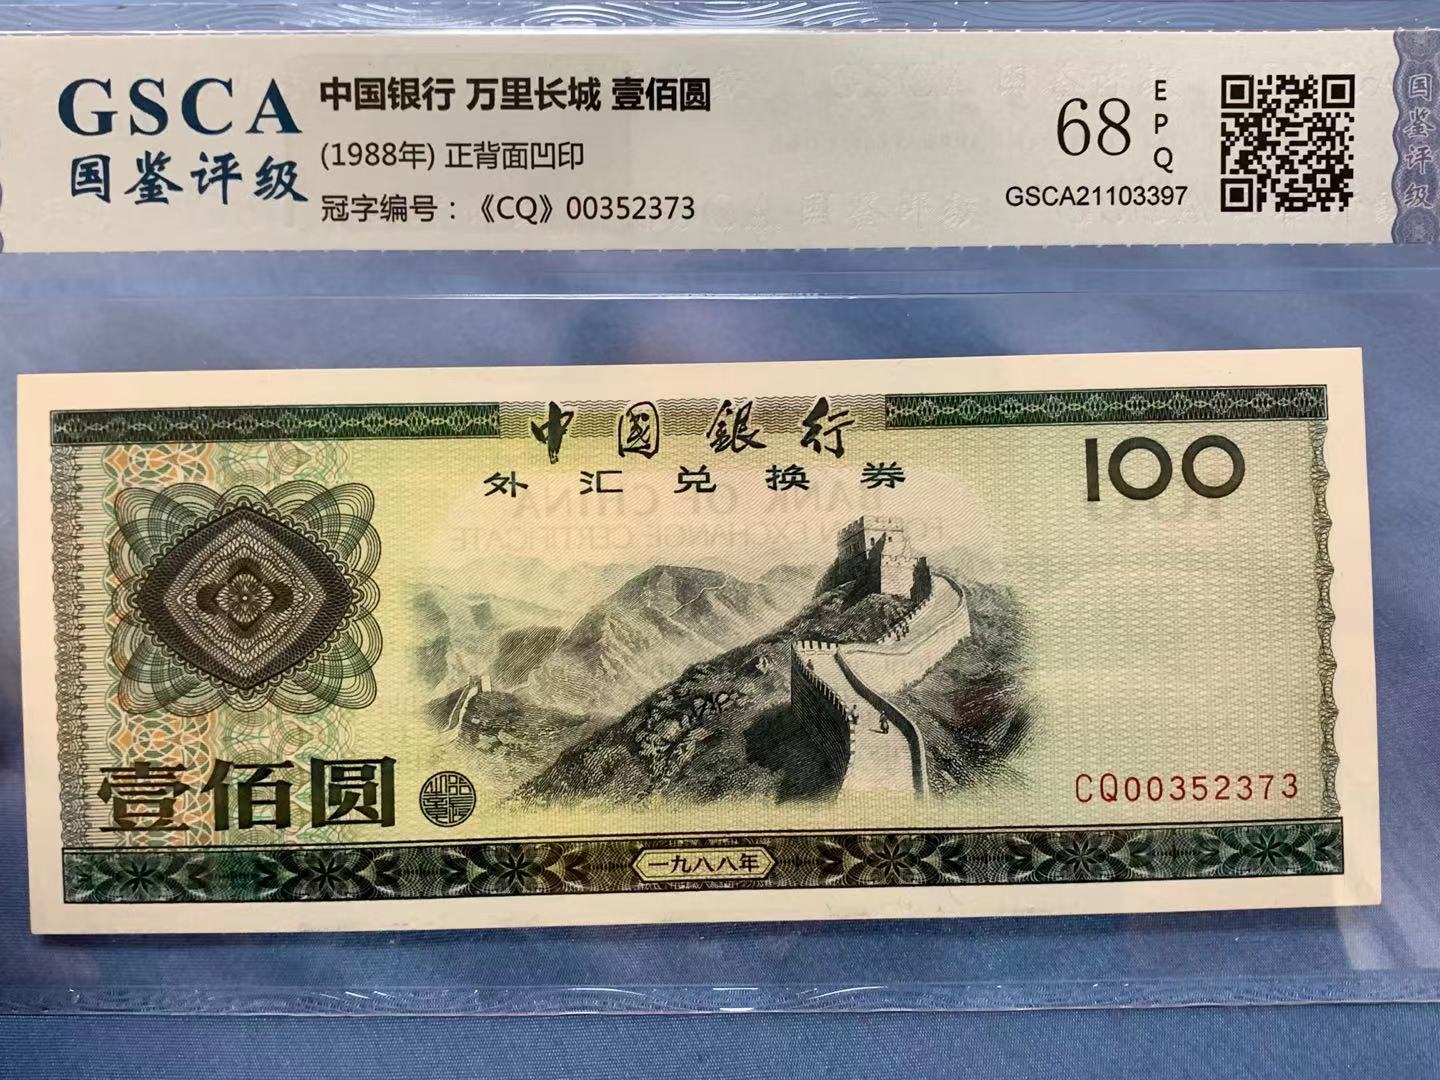 GSCA
国鉴评级
中国银行 万里长城 壹佰圆
(1988年) 正背面凹印
冠字编号：《CQ》00352373
68
EPQ
GSCA21103397
国鉴评级
中國銀行
外汇兑换券
100
壹佰圆
CQ00352373
一九八八年